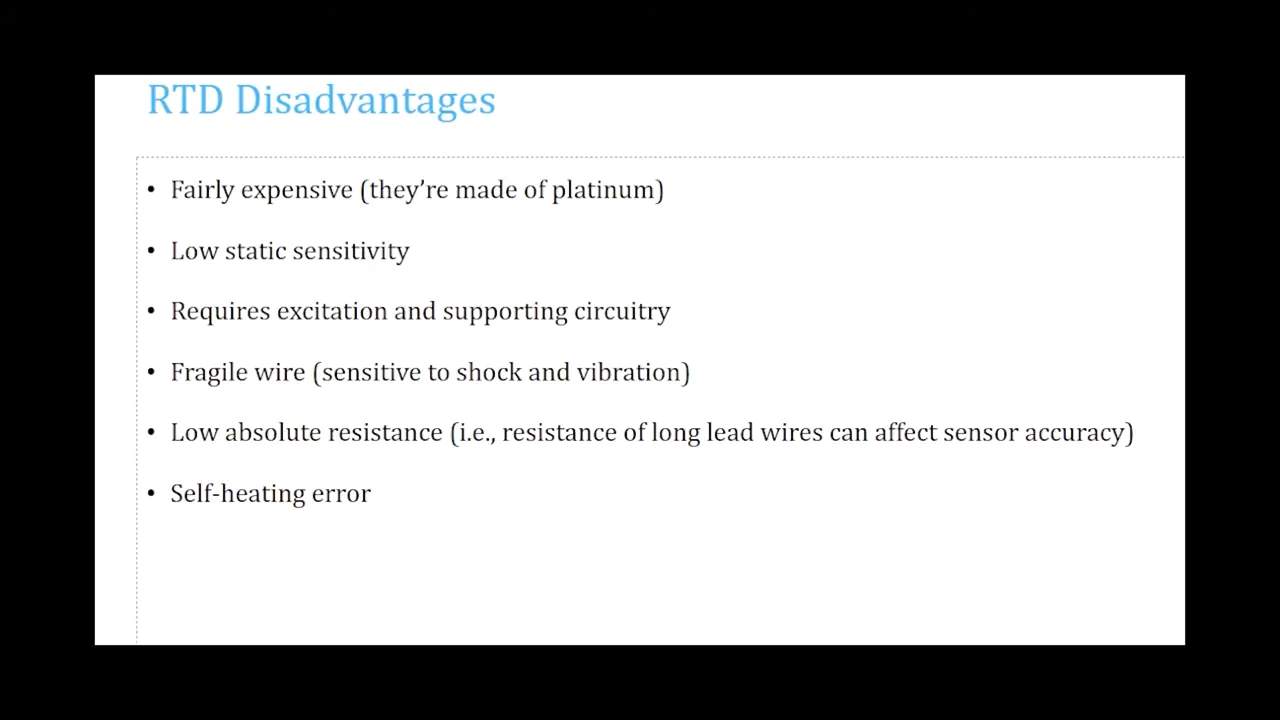 RTD Disadvantages
• Fairly expensive (they’re made of platinum)
• Low static sensitivity
• Requires excitation and supporting circuitry
• Fragile wire (sensitive to shock and vibration)
• Low absolute resistance (i.e., resistance of long lead wires can affect sensor accuracy)
• Self-heating error